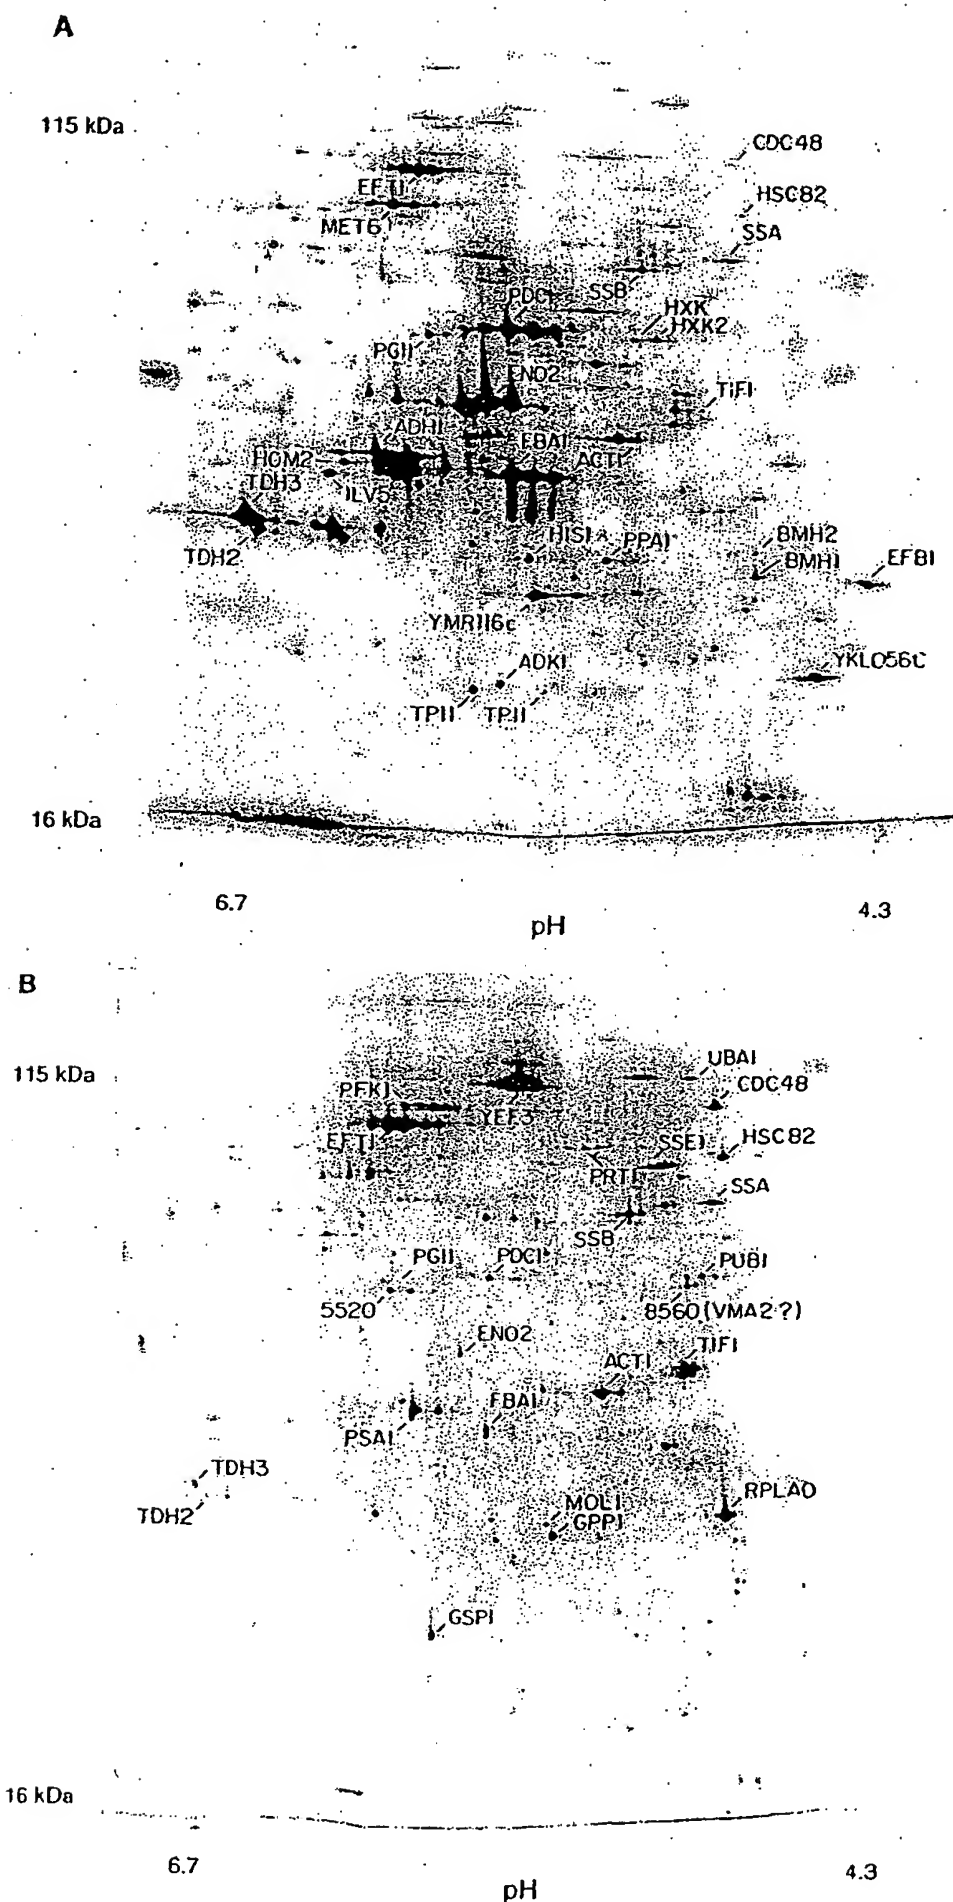 A
115 kDa
CDC48
EFT1
HSC82
MET6
SSA
SSB
PDC1
HXK
HXK2
PGI1
ENO2
TIF1
ADH1
FBA1
HOM2
ACT1
TDH3
ILV5
HIS1
PPA1
BMH2
TDH2
BMH1
EFB1
YMR116c
ADK1
YKL056C
TPI1
TPI1
16 kDa
6.7
4.3
pH
B
115 kDa
UBA1
PFK1
CDC48
YEF3
EFT1
SSE1
HSC82
PRT1
SSA
SSB
PGI1
PDC1
PUB1
5520
8560 (VMA2?)
ENO2
TIF1
ACT1
FBA1
PSA1
TDH3
RPLA0
MOL1
TDH2
GPP1
GSP1
16 kDa
6.7
4.3
pH